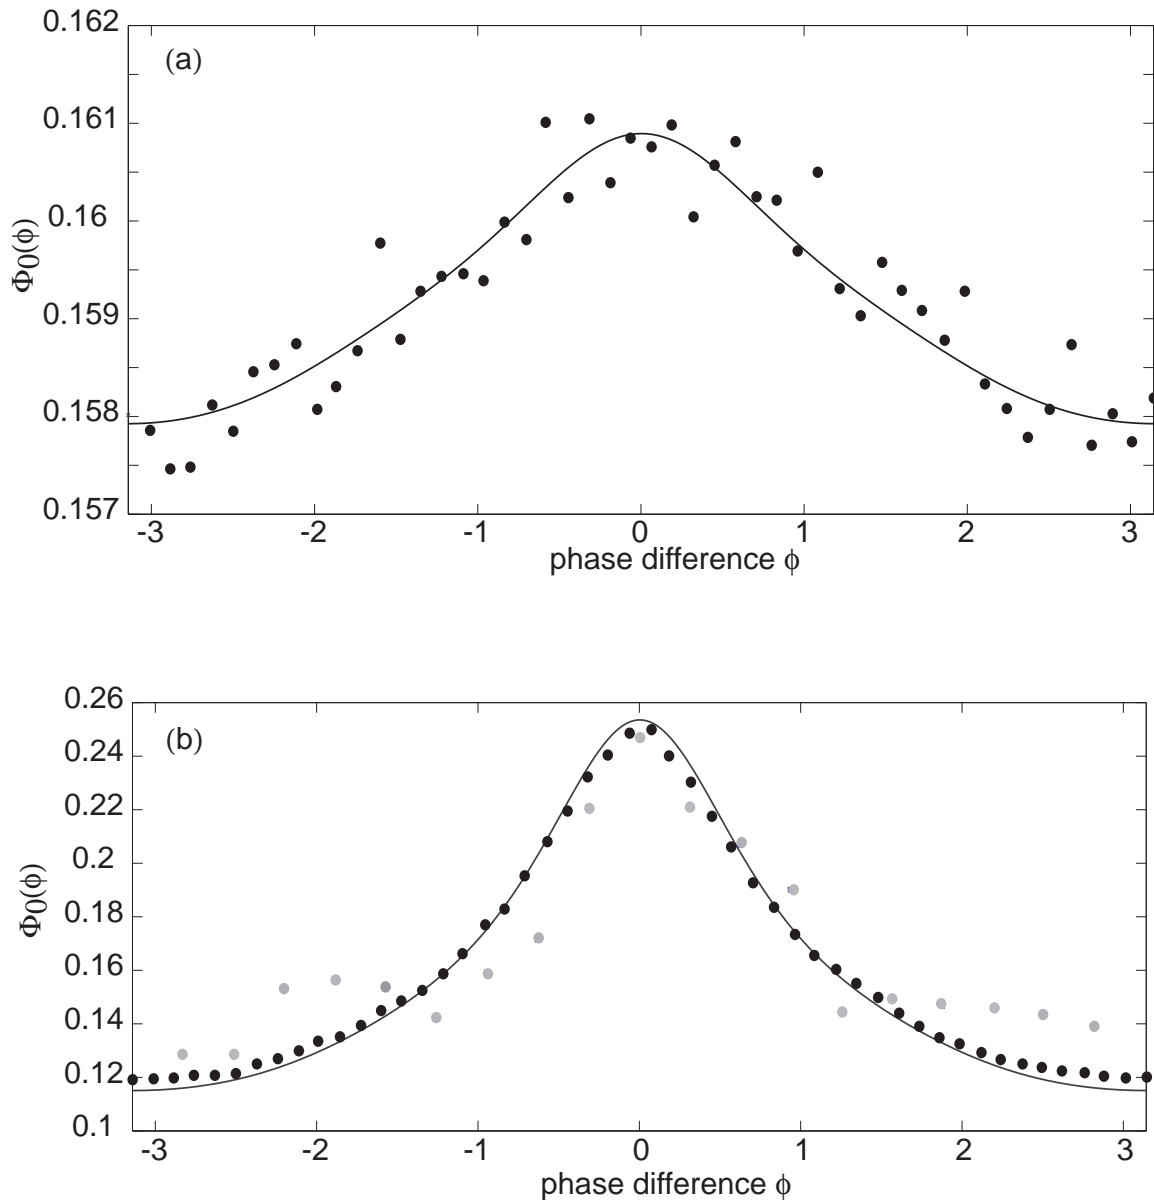 0.162
(a)
0.161
0.16
Φ0(ϕ)
0.159
0.158
0.157
-3 -2 -1 0 1 2 3
phase difference ϕ
0.26
(b)
0.24
0.22
0.2
Φ0(ϕ)
0.18
0.16
0.14
0.12
0.1
-3 -2 -1 0 1 2 3
phase difference ϕ